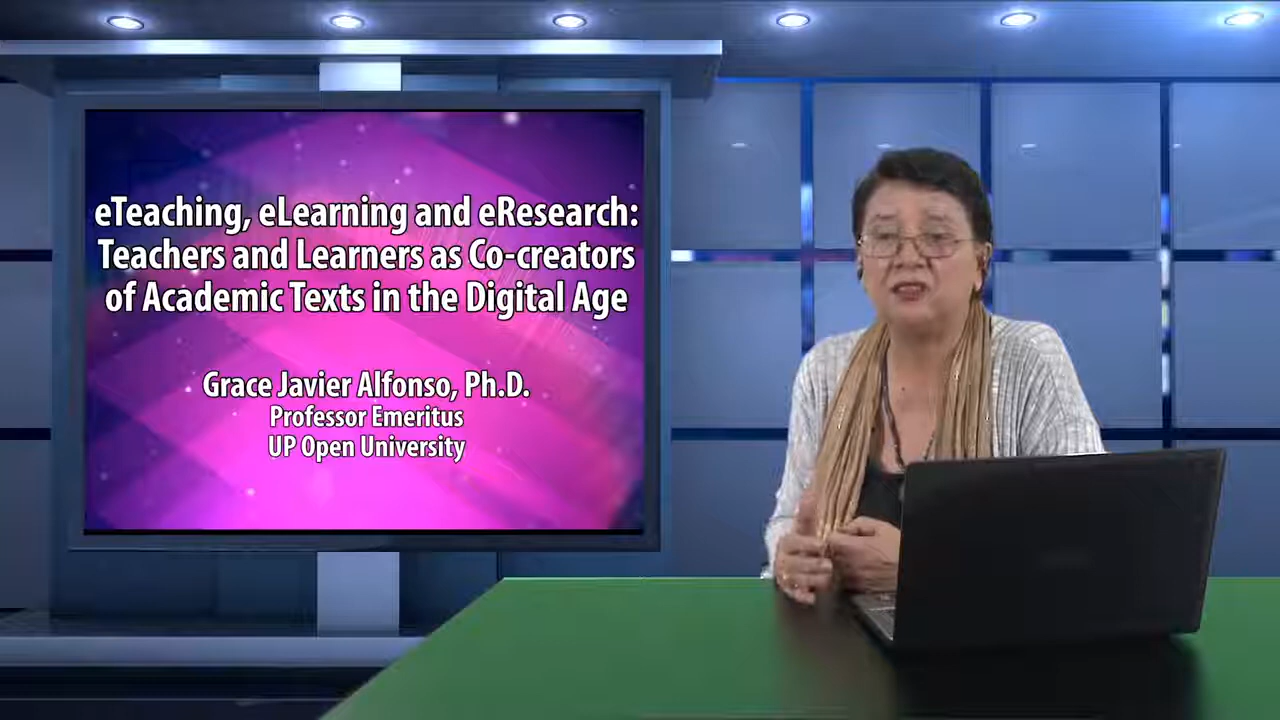 eTeaching, eLearning and eResearch:
Teachers and Learners as Co-creators
of Academic Texts in the Digital Age
Grace Javier Alfonso, Ph.D.
Professor Emeritus
UP Open University